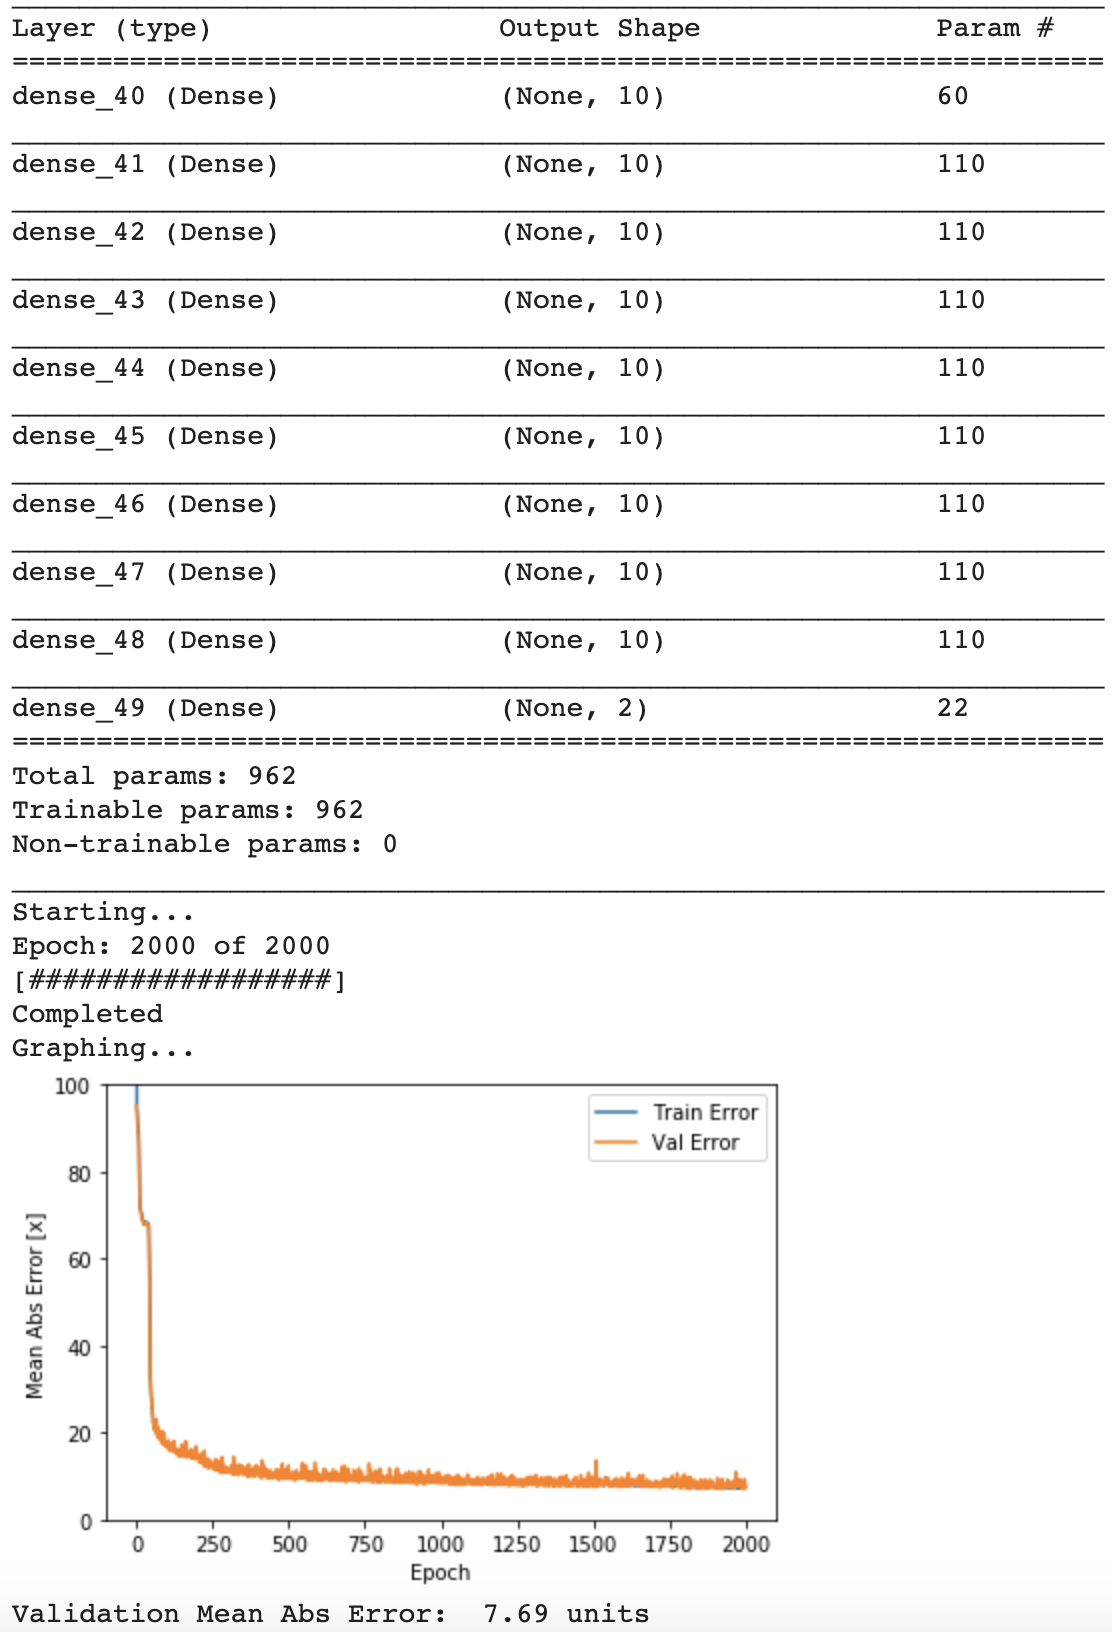 Layer (type) Output Shape Param #
=================================================================
dense_40 (Dense) (None, 10) 60
dense_41 (Dense) (None, 10) 110
dense_42 (Dense) (None, 10) 110
dense_43 (Dense) (None, 10) 110
dense_44 (Dense) (None, 10) 110
dense_45 (Dense) (None, 10) 110
dense_46 (Dense) (None, 10) 110
dense_47 (Dense) (None, 10) 110
dense_48 (Dense) (None, 10) 110
dense_49 (Dense) (None, 2) 22
=================================================================
Total params: 962
Trainable params: 962
Non-trainable params: 0
Starting...
Epoch: 2000 of 2000
[##################]
Completed
Graphing...
Train Error
Val Error
Mean Abs Error [x]
100
80
60
40
20
0
0 250 500 750 1000 1250 1500 1750 2000
Epoch
Validation Mean Abs Error: 7.69 units